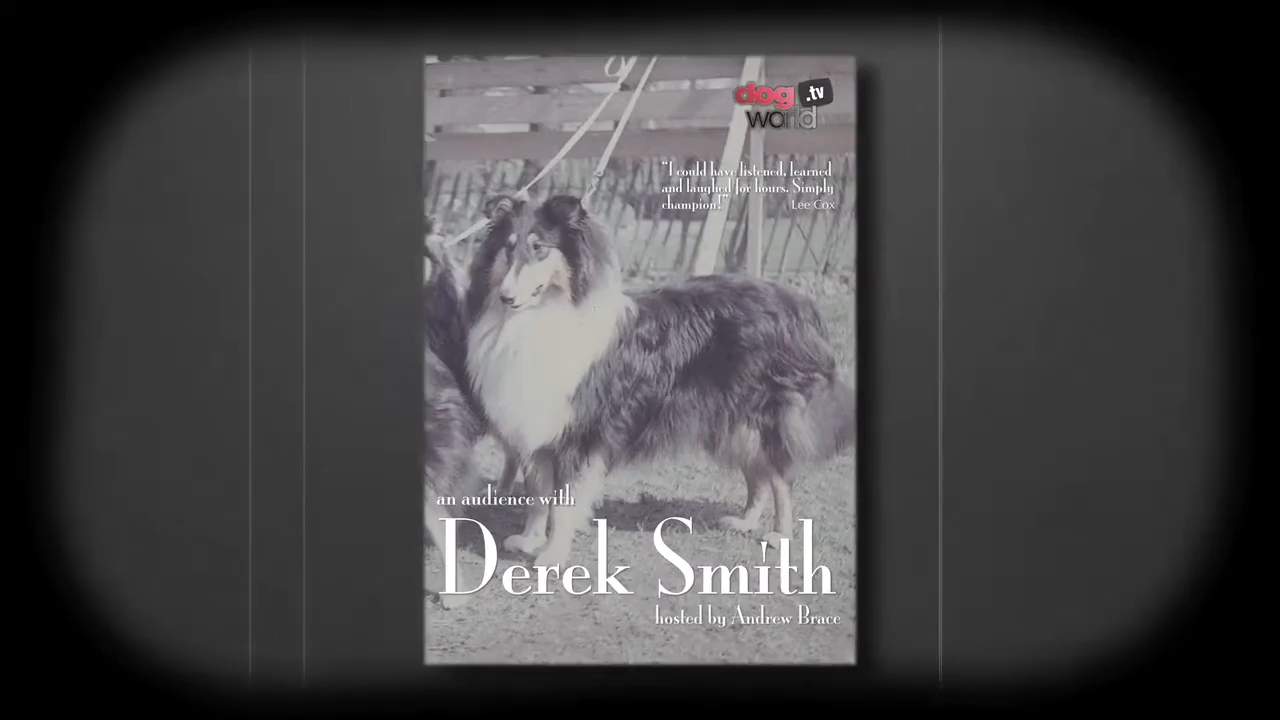 dog .tv
world
“I could have listened, learned
and laughed for hours. Simply
champion!”
Lee Cox
an audience with
Derek Smith
hosted by Andrew Brace